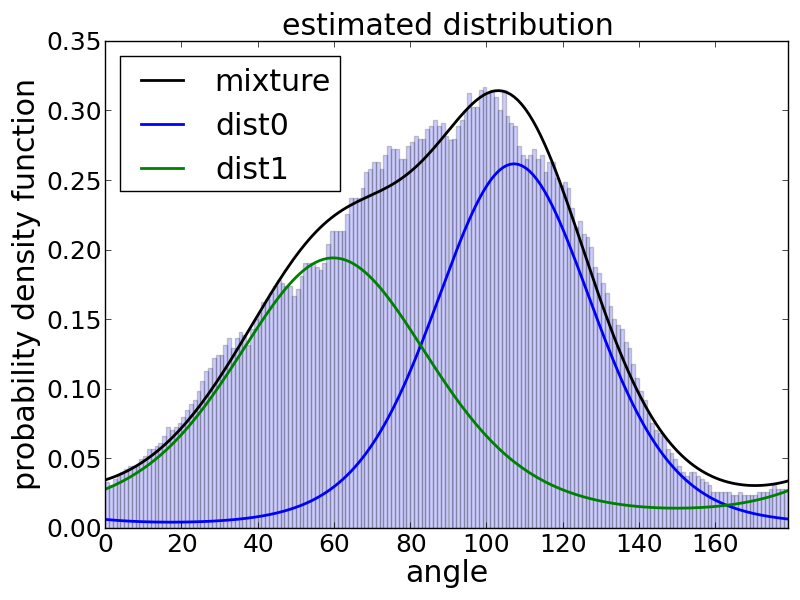 estimated distribution
probability density function
0.35
0.30
0.25
0.20
0.15
0.10
0.05
0.00
mixture
dist0
dist1
0 20 40 60 80 100 120 140 160
angle